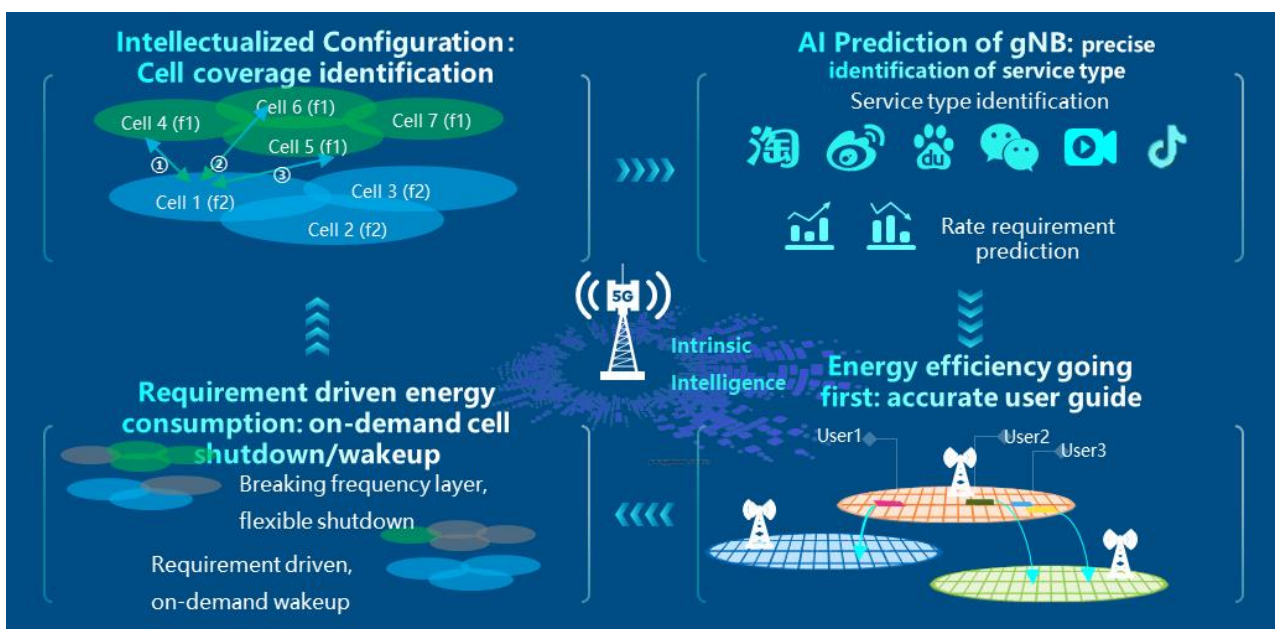 Intellectualized Configuration:
Cell coverage identification
Cell 6 (f1)
Cell 4 (f1)
Cell 7 (f1)
Cell 5 (f1)
①
②
③
Cell 1 (f2)
Cell 3 (f2)
Cell 2 (f2)
AI Prediction of gNB: precise
identification of service type
Service type identification
淘
du
Rate requirement
prediction
5G
Intrinsic
Intelligence
Requirement driven energy
consumption: on-demand cell
shutdown/wakeup
Breaking frequency layer,
flexible shutdown
Requirement driven,
on-demand wakeup
Energy efficiency going
first: accurate user guide
User1
User2
User3